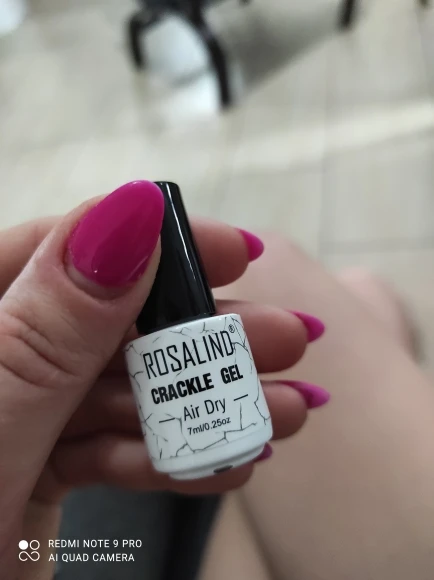 ROSALIND®
CRACKLE GEL
Air Dry
7ml/0.25oz
REDMI NOTE 9 PRO
AI QUAD CAMERA